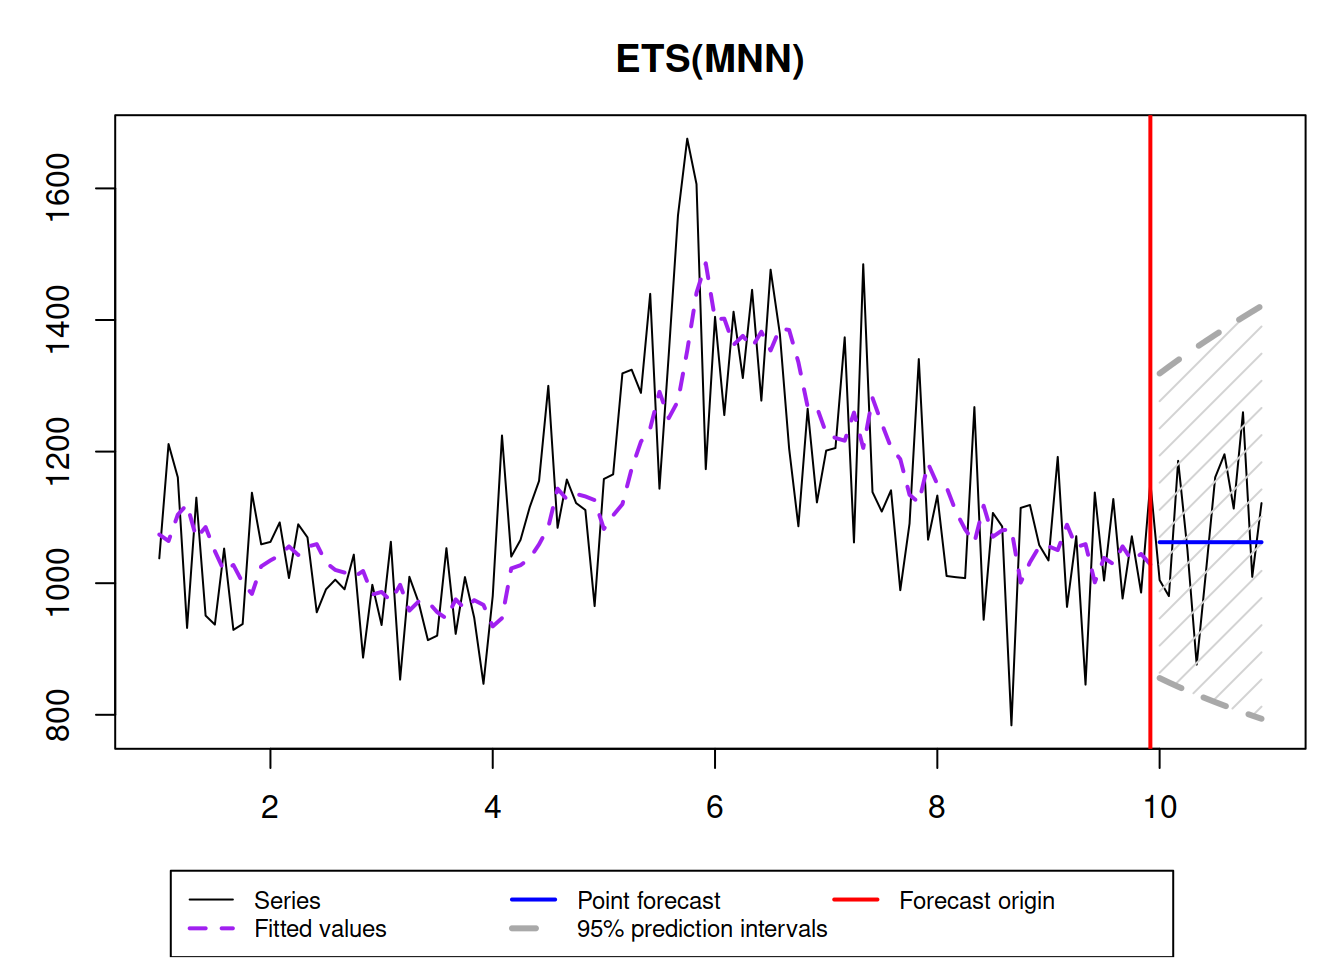 ETS(MNN)
1600
1400
1200
1000
800
2 4 6 8 10
Series Point forecast Forecast origin
Fitted values 95% prediction intervals